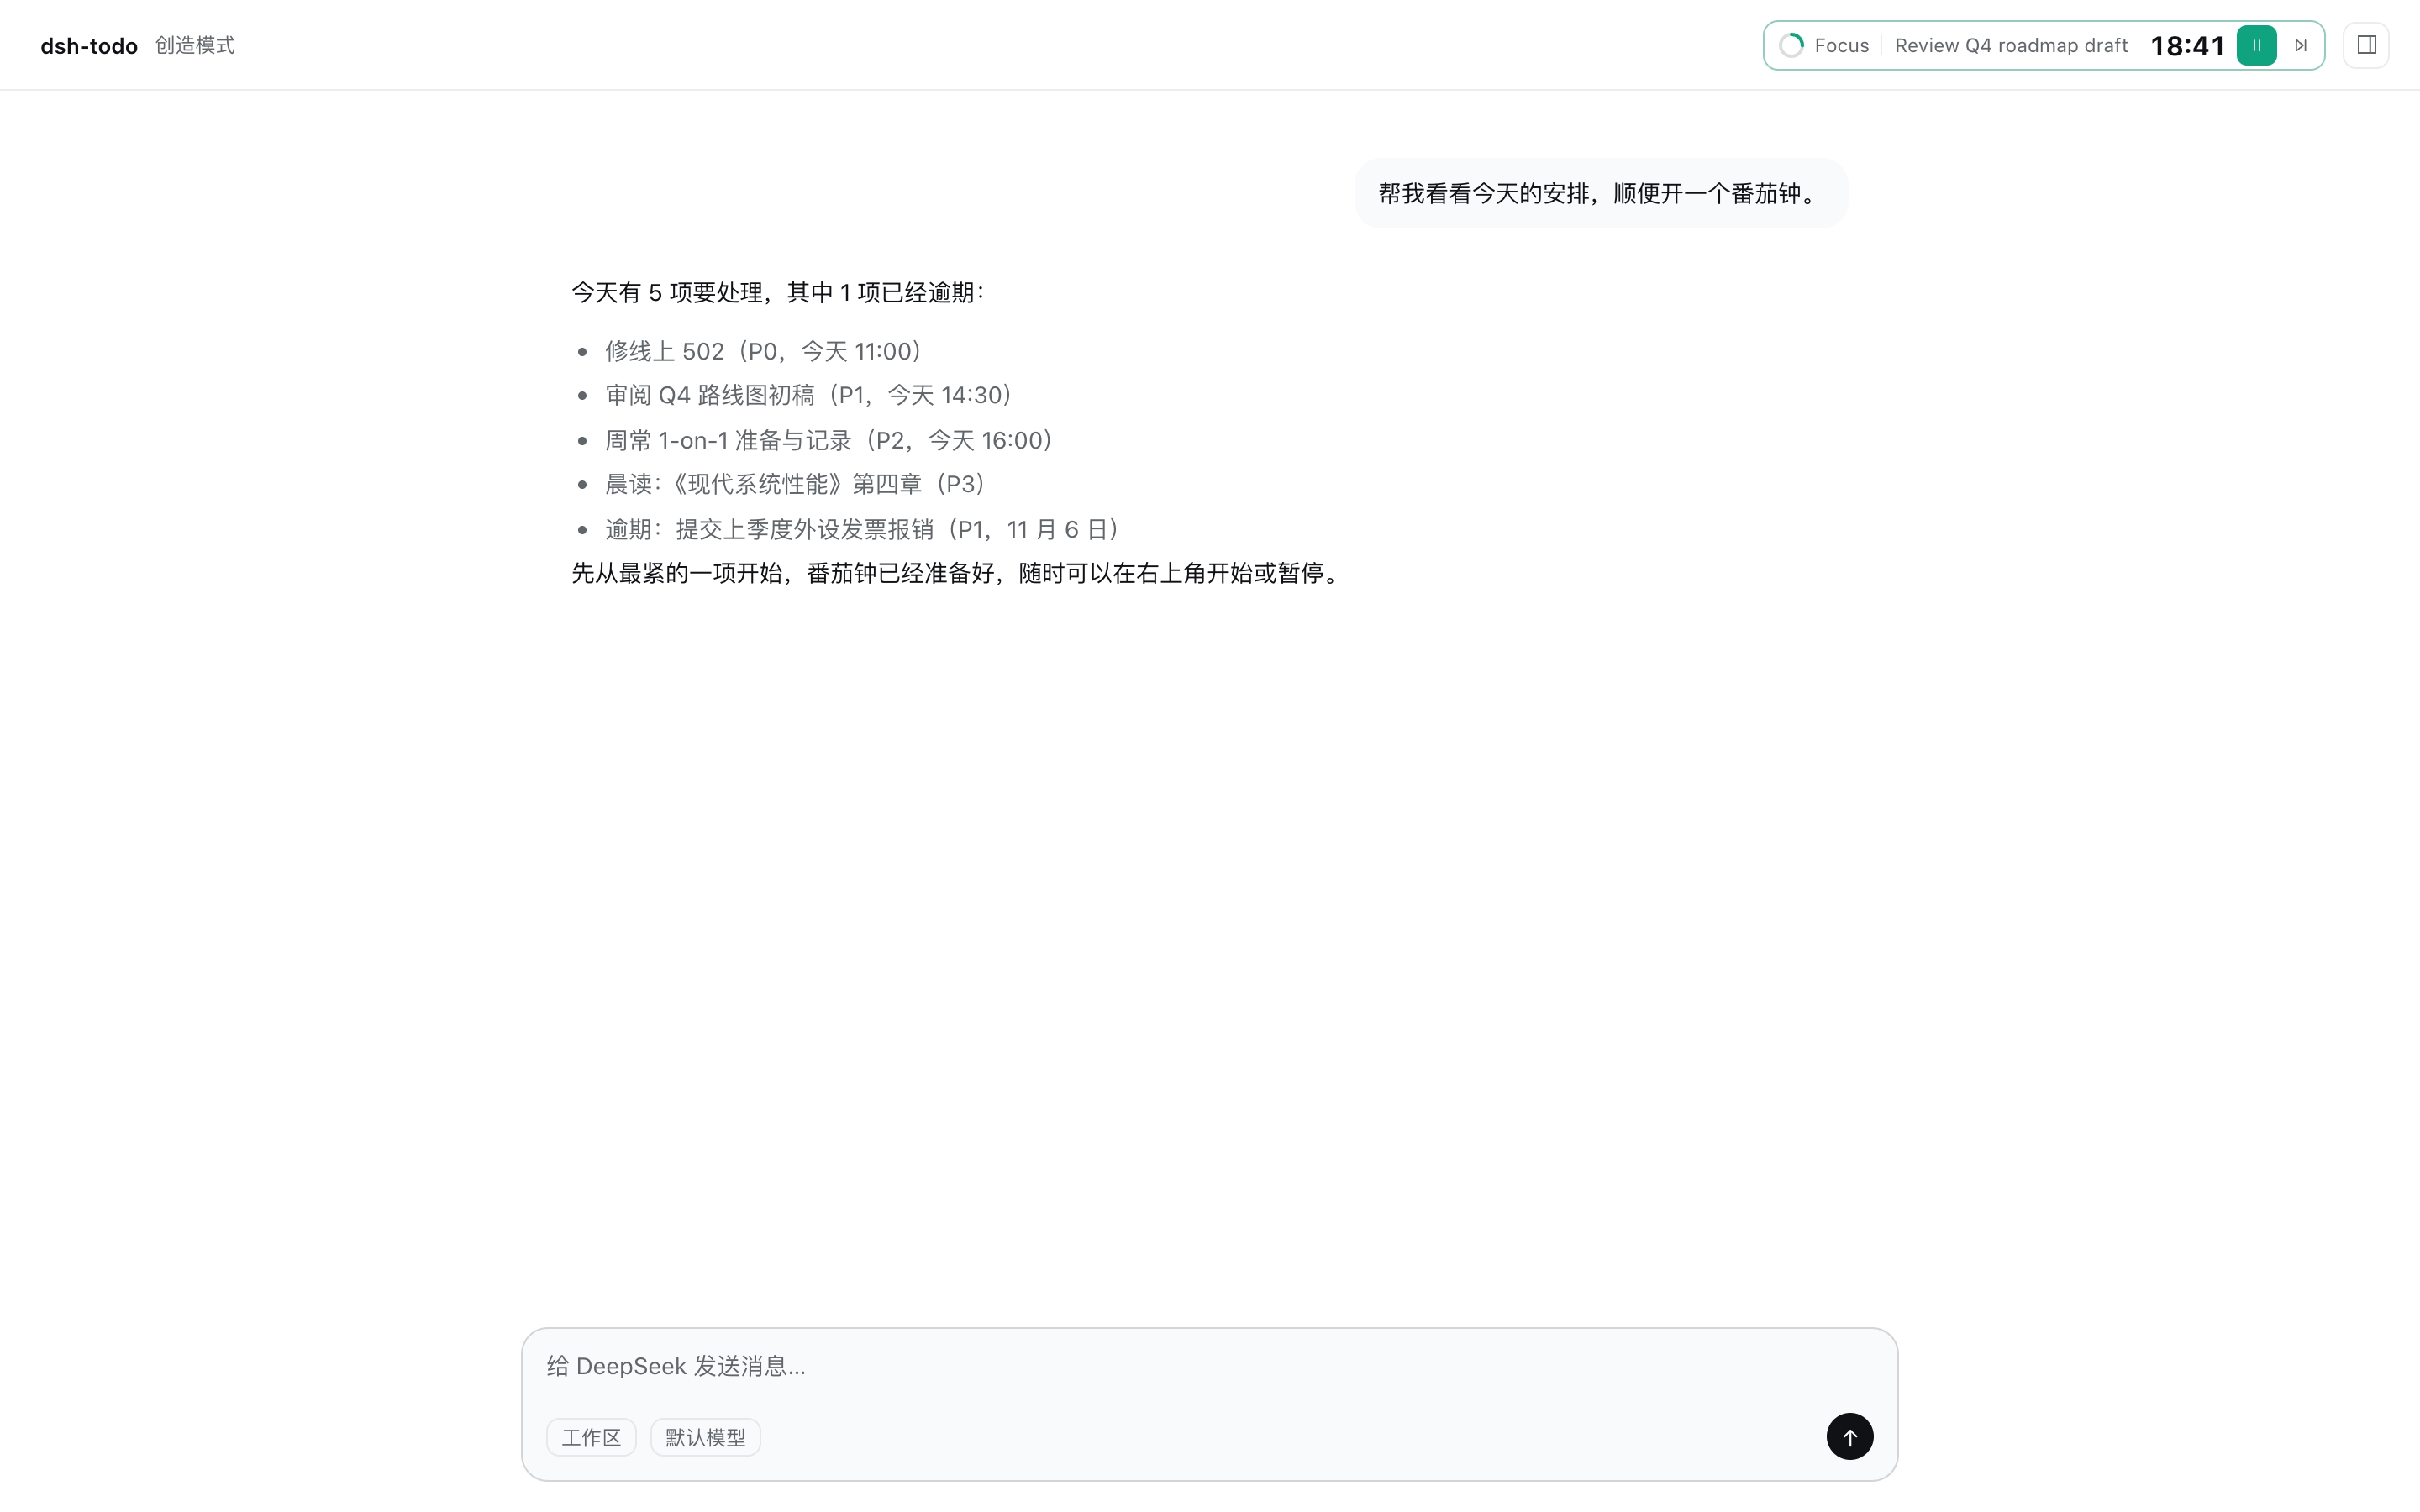 dsh-todo 创造模式
Focus Review Q4 roadmap draft 18:41
帮我看看今天的安排，顺便开一个番茄钟。
今天有 5 项要处理，其中 1 项已经逾期：
• 修线上 502（P0，今天 11:00）
• 审阅 Q4 路线图初稿（P1，今天 14:30）
• 周常 1-on-1 准备与记录（P2，今天 16:00）
• 晨读：《现代系统性能》第四章（P3）
• 逾期：提交上季度外设发票报销（P1，11 月 6 日）
先从最紧的一项开始，番茄钟已经准备好，随时可以在右上角开始或暂停。
给 DeepSeek 发送消息...
工作区 默认模型